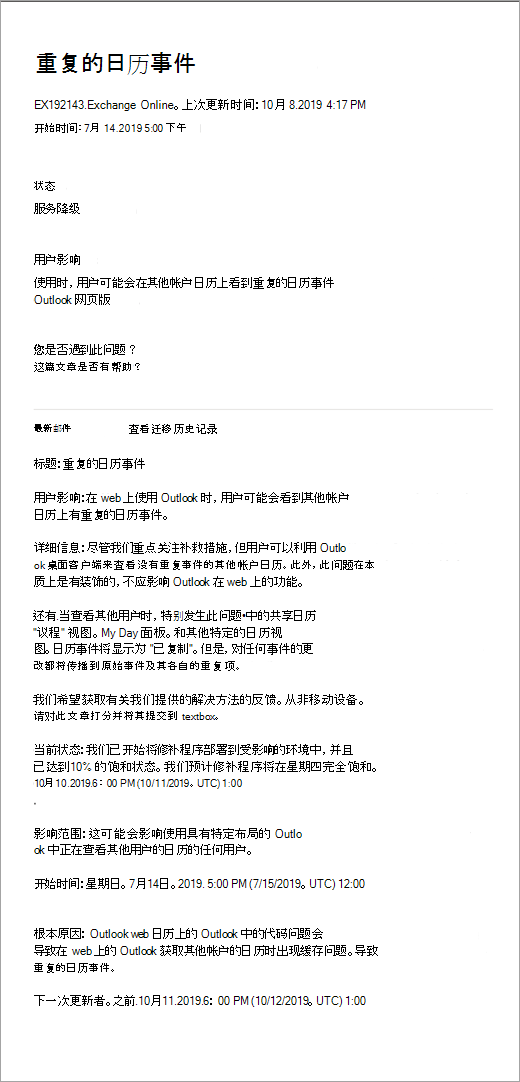 重复的日历事件
EX192143.Exchange Online。上次更新时间: 10月 8.2019 4:17 PM
开始时间: 7月 14.2019 5:00 下午
状态
服务降级
用户影响
使用时，用户可能会在其他帐户日历上看到重复的日历事件
Outlook 网页版
您是否遇到此问题？
这篇文章是否有帮助？
最新邮件 查看迁移历史记录
标题: 重复的日历事件
用户影响: 在 web 上使用 Outlook 时，用户可能会看到其他帐户
日历上有重复的日历事件。
详细信息: 尽管我们重点关注补救措施，但用户可以利用 Outlo
ok 桌面客户端来查看没有重复事件的其他帐户日历。此外，此问题在本
质上是有装饰的，不应影响 Outlook 在 web 上的功能。
还有.当查看其他用户时，特别发生此问题•中的共享日历
"议程" 视图。My Day 面板。和其他特定的日历视
图。日历事件将显示为 "已复制"。但是，对任何事件的更
改都将传播到原始事件及其各自的重复项。
我们希望获取有关我们提供的解决方法的反馈。从非移动设备。
请对此文章打分并将其提交到 textbox。
当前状态: 我们已开始将修补程序部署到受影响的环境中，并且
已达到10% 的饱和状态。我们预计修补程序将在星期四完全饱和。
10月 10.2019.6：00 PM (10/11/2019。UTC) 1:00
。
影响范围: 这可能会影响使用具有特定布局的 Outlo
ok 中正在查看其他用户的日历的任何用户。
开始时间: 星期日。7月14日。2019. 5:00 PM (7/15/2019。UTC) 12:00
根本原因: Outlook web 日历上的 Outlook 中的代码问题会
导致在 web 上的 Outlook 获取其他帐户的日历时出现缓存问题。导致
重复的日历事件。
下一次更新者。之前.10月11.2019.6：00 PM (10/12/2019。UTC) 1:00